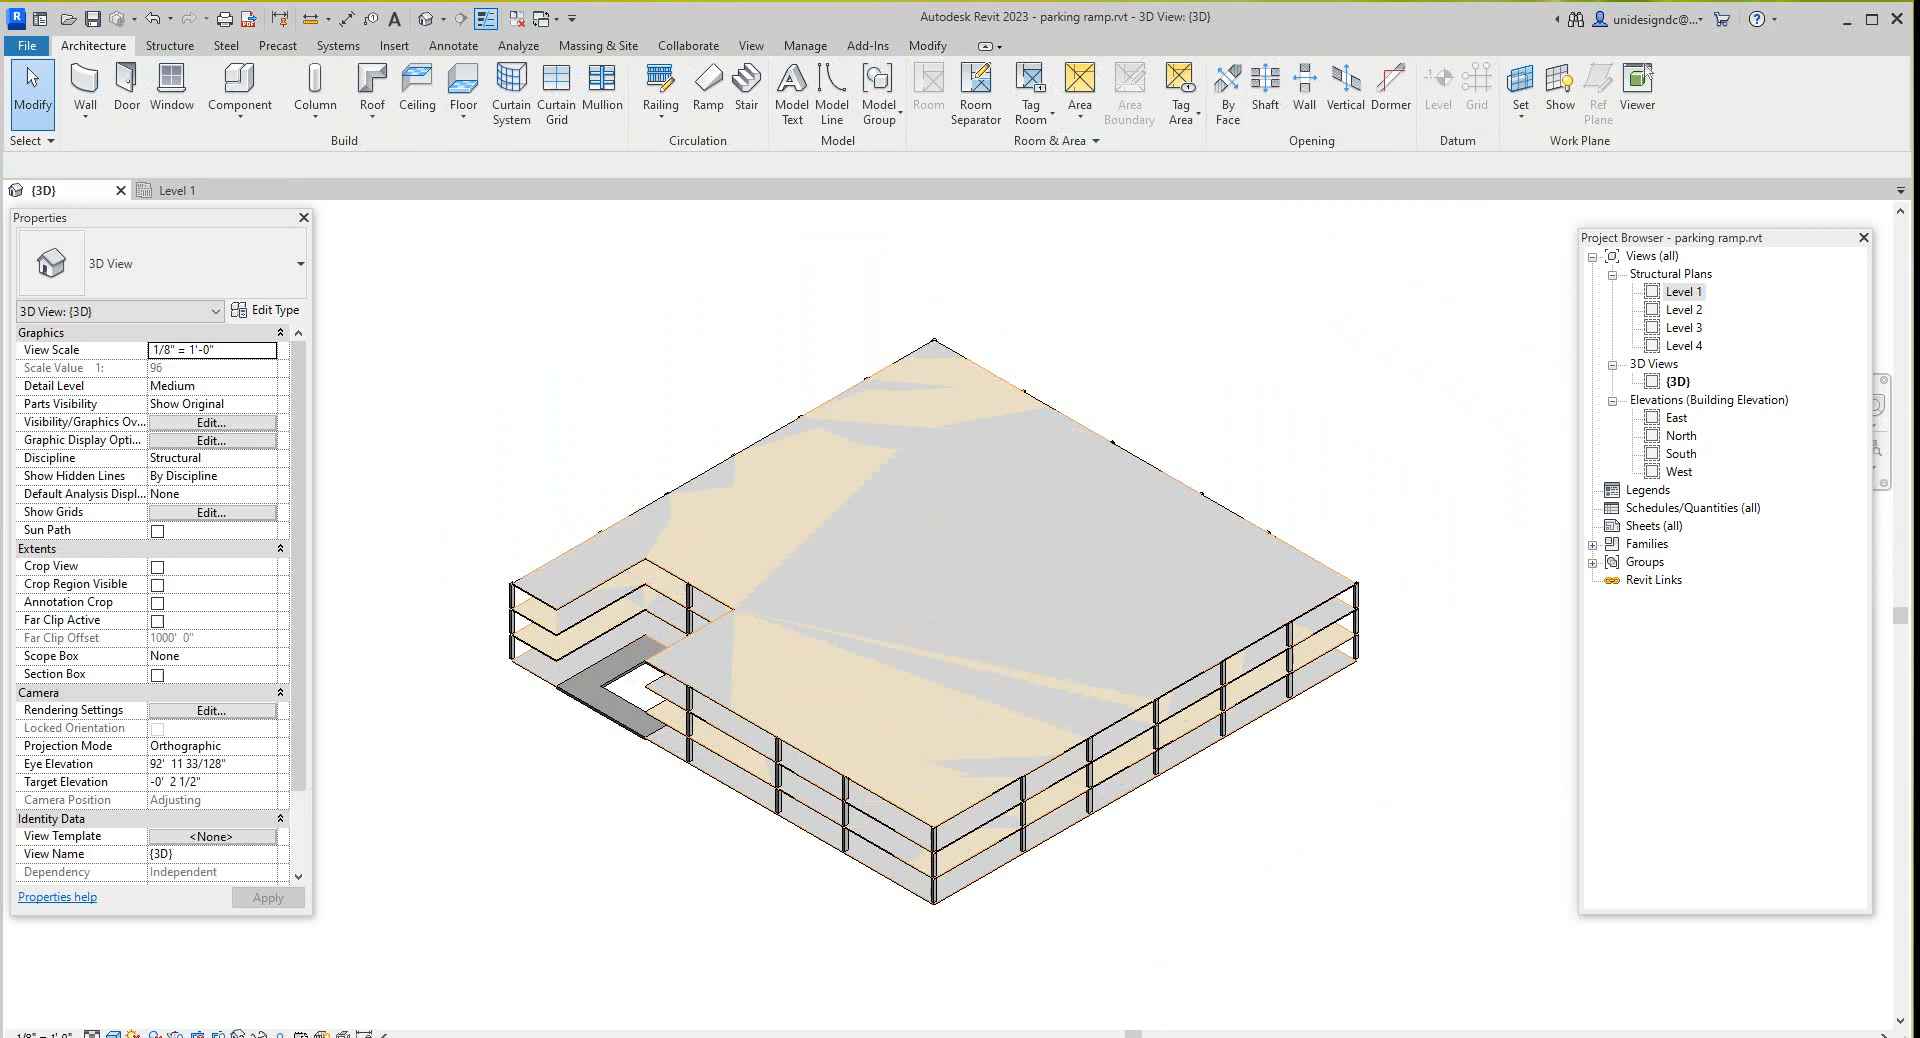 Autodesk Revit 2023 - parking ramp.rvt - 3D View: {3D}
unidesigndc@...
File Architecture Structure Steel Precast Systems Insert Annotate Analyze Massing & Site Collaborate View Manage Add-Ins Modify
Modify Wall Door Window Component Column Roof Ceiling Floor Curtain System Curtain Grid Mullion Railing Ramp Stair Model Text Model Line Model Group Room Room Separator Tag Room Area Area Boundary Tag Area By Face Shaft Wall Vertical Dormer Level Grid Set Show Ref Plane Viewer
Select Build Circulation Model Room & Area Opening Datum Work Plane
{3D} Level 1
Properties
3D View
3D View: {3D} Edit Type
Graphics
View Scale 1/8" = 1'-0"
Scale Value 1: 96
Detail Level Medium
Parts Visibility Show Original
Visibility/Graphics Ov... Edit...
Graphic Display Opti... Edit...
Discipline Structural
Show Hidden Lines By Discipline
Default Analysis Displ... None
Show Grids Edit...
Sun Path
Extents
Crop View
Crop Region Visible
Annotation Crop
Far Clip Active
Far Clip Offset 1000' 0"
Scope Box None
Section Box
Camera
Rendering Settings Edit...
Locked Orientation
Projection Mode Orthographic
Eye Elevation 92' 11 33/128"
Target Elevation -0' 2 1/2"
Camera Position Adjusting
Identity Data
View Template <None>
View Name {3D}
Dependency Independent
Properties help Apply
Project Browser - parking ramp.rvt
Views (all)
Structural Plans
Level 1
Level 2
Level 3
Level 4
3D Views
{3D}
Elevations (Building Elevation)
East
North
South
West
Legends
Schedules/Quantities (all)
Sheets (all)
Families
Groups
Revit Links
1/8" = 1'-0"